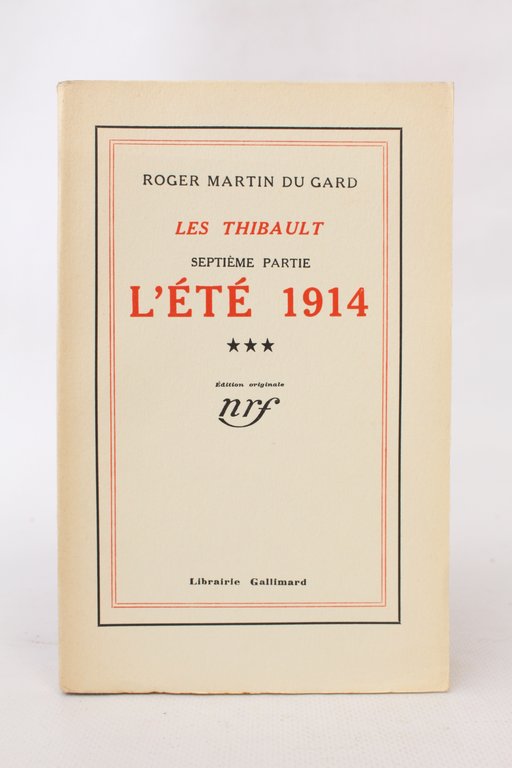 ROGER MARTIN DU GARD
LES THIBAULT
SEPTIÈME PARTIE
L'ÉTÉ 1914
★★★
Édition originale
nrf
Librairie Gallimard